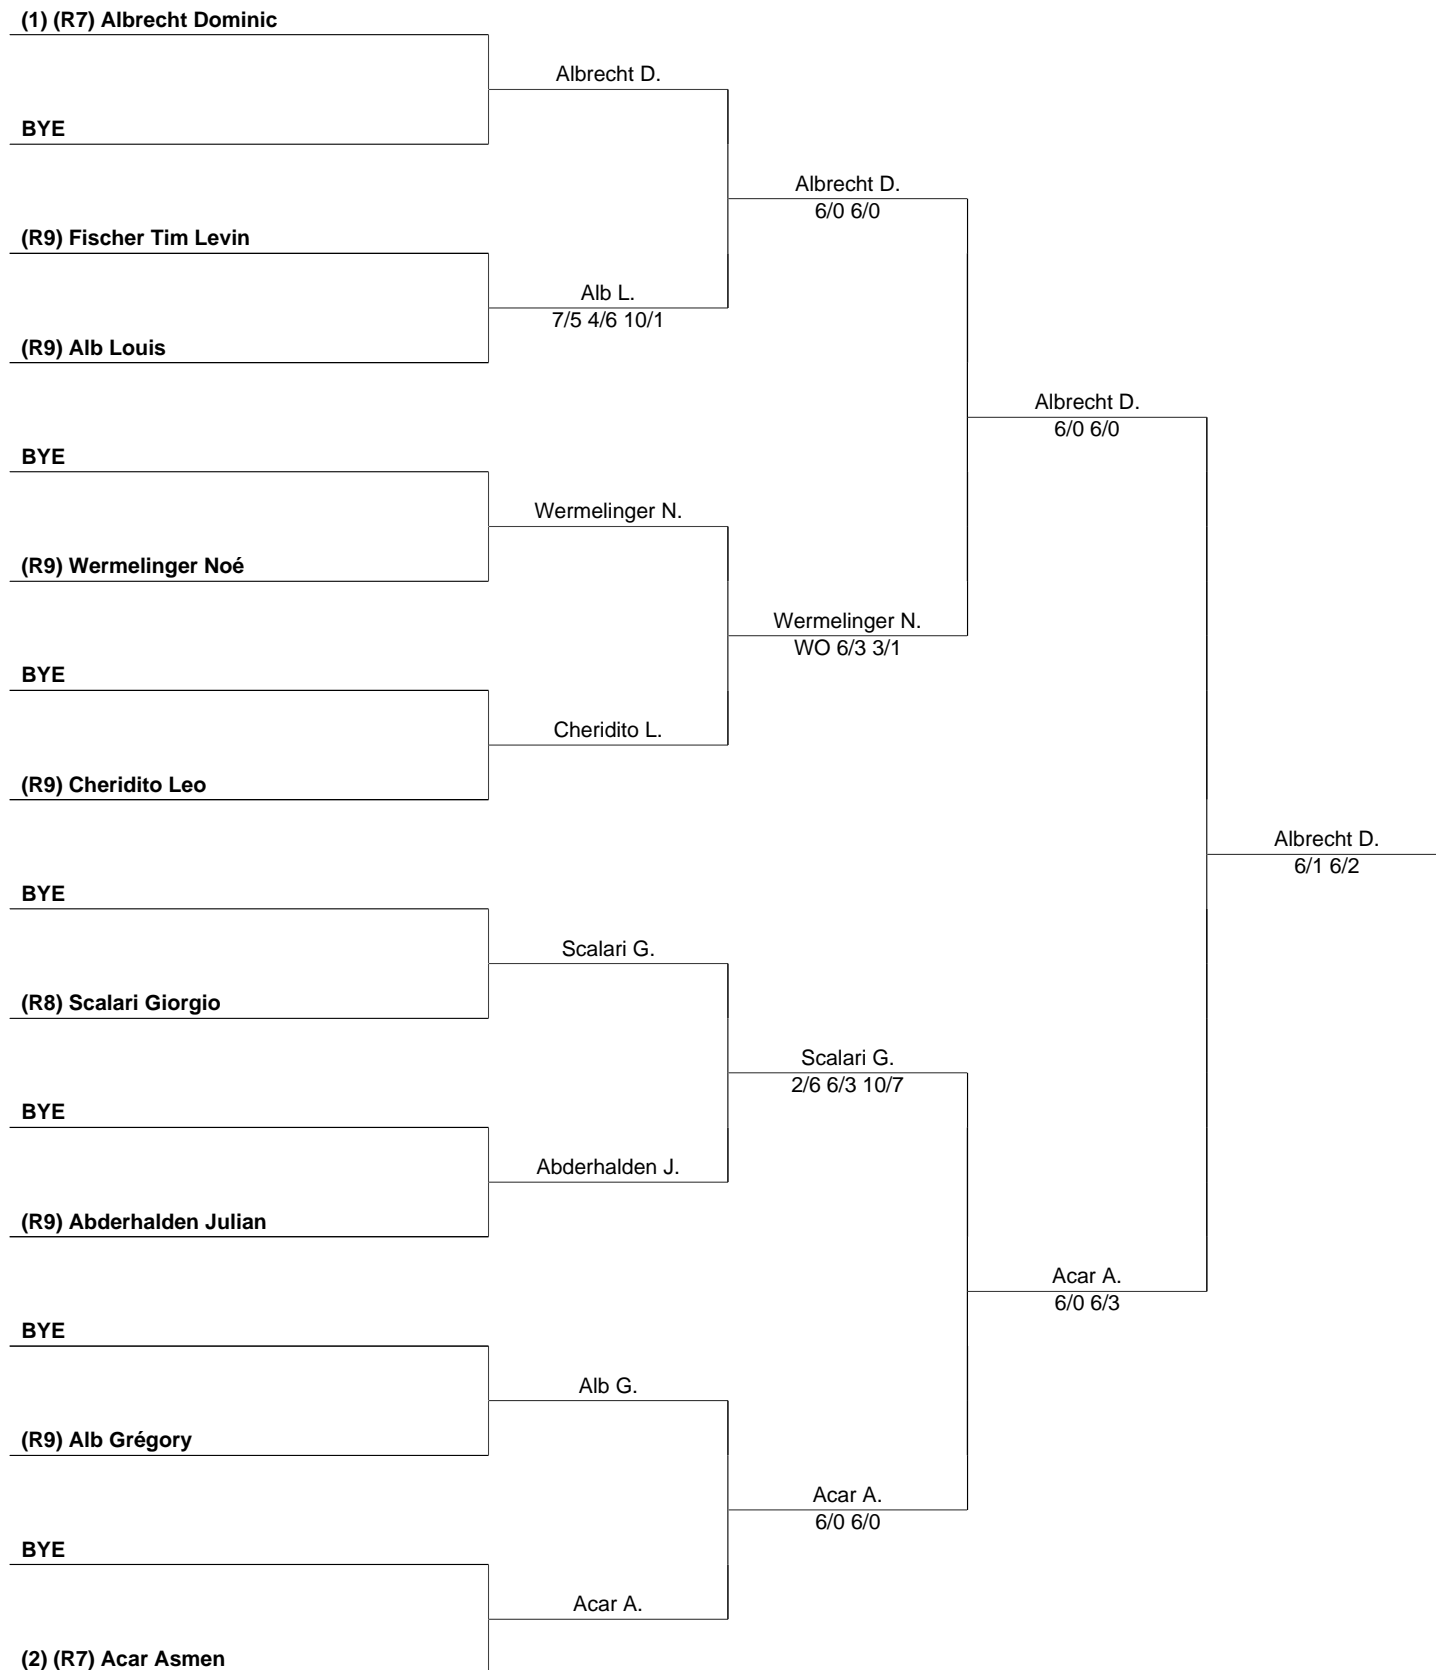 (1) (R7) Albrecht Dominic
Albrecht D.
BYE
Albrecht D.
6/0 6/0
(R9) Fischer Tim Levin
Alb L.
7/5 4/6 10/1
(R9) Alb Louis
Albrecht D.
6/0 6/0
BYE
Wermelinger N.
(R9) Wermelinger Noé
Wermelinger N.
WO 6/3 3/1
BYE
Cheridito L.
(R9) Cheridito Leo
Albrecht D.
6/1 6/2
BYE
Scalari G.
(R8) Scalari Giorgio
Scalari G.
2/6 6/3 10/7
BYE
Abderhalden J.
(R9) Abderhalden Julian
Acar A.
6/0 6/3
BYE
Alb G.
(R9) Alb Grégory
Acar A.
6/0 6/0
BYE
Acar A.
(2) (R7) Acar Asmen